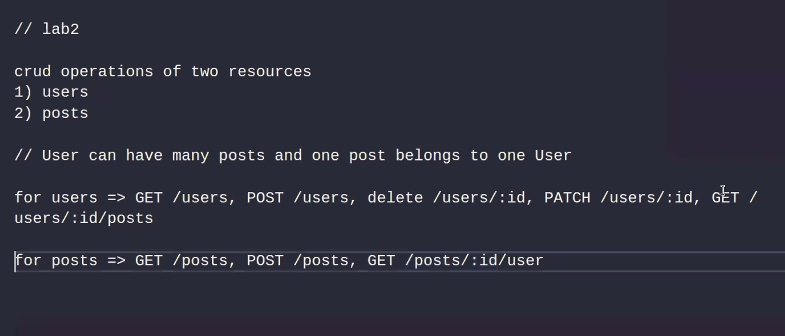 // lab2
crud operations of two resources
1) users
2) posts
// User can have many posts and one post belongs to one User
for users => GET /users, POST /users, delete /users/:id, PATCH /users/:id, GET /
users/:id/posts
for posts => GET /posts, POST /posts, GET /posts/:id/user